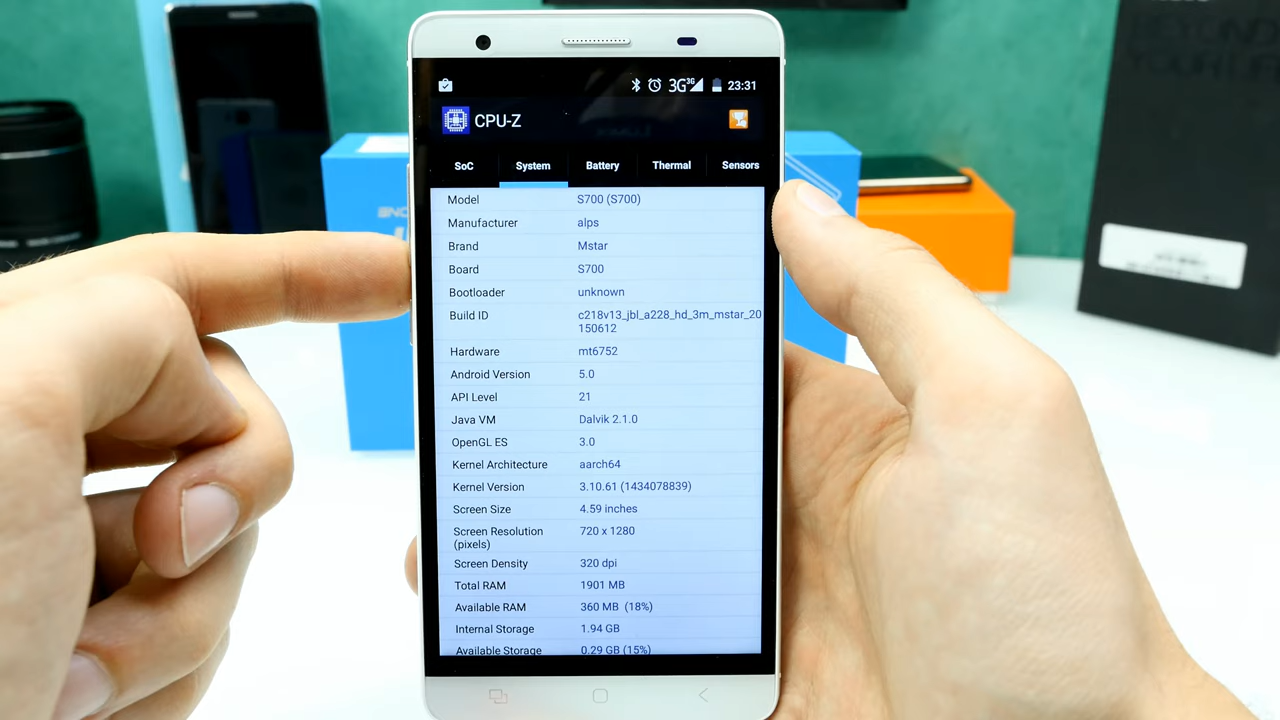 3G 3G 23:31
CPU-Z
SoC System Battery Thermal Sensors
Model S700 (S700)
Manufacturer alps
Brand Mstar
Board S700
Bootloader unknown
Build ID c218v13_jbl_a228_hd_3m_mstar_20
150612
Hardware mt6752
Android Version 5.0
API Level 21
Java VM Dalvik 2.1.0
OpenGL ES 3.0
Kernel Architecture aarch64
Kernel Version 3.10.61 (1434078839)
Screen Size 4.59 inches
Screen Resolution 720 x 1280
(pixels)
Screen Density 320 dpi
Total RAM 1901 MB
Available RAM 360 MB (18%)
Internal Storage 1.94 GB
Available Storage 0.29 GB (15%)